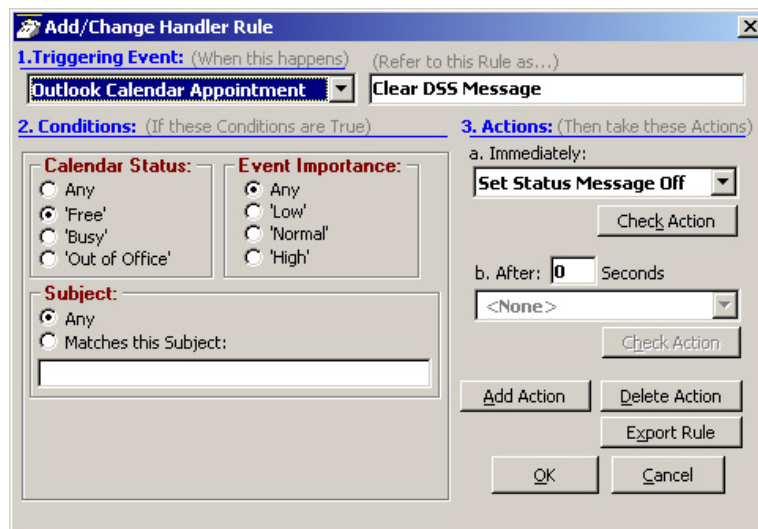 Add/Change Handler Rule
1.Triggering Event: (When this happens)
(Refer to this Rule as...)
Outlook Calendar Appointment
Clear DSS Message
2. Conditions: (If these Conditions are True)
3. Actions: (Then take these Actions)
Calendar Status:
Any
'Free'
'Busy'
'Out of Office'
Event Importance:
Any
'Low'
'Normal'
'High'
Subject:
Any
Matches this Subject:
a. Immediately:
Set Status Message Off
Check Action
b. After: 0 Seconds
<None>
Check Action
Add Action
Delete Action
Export Rule
OK
Cancel